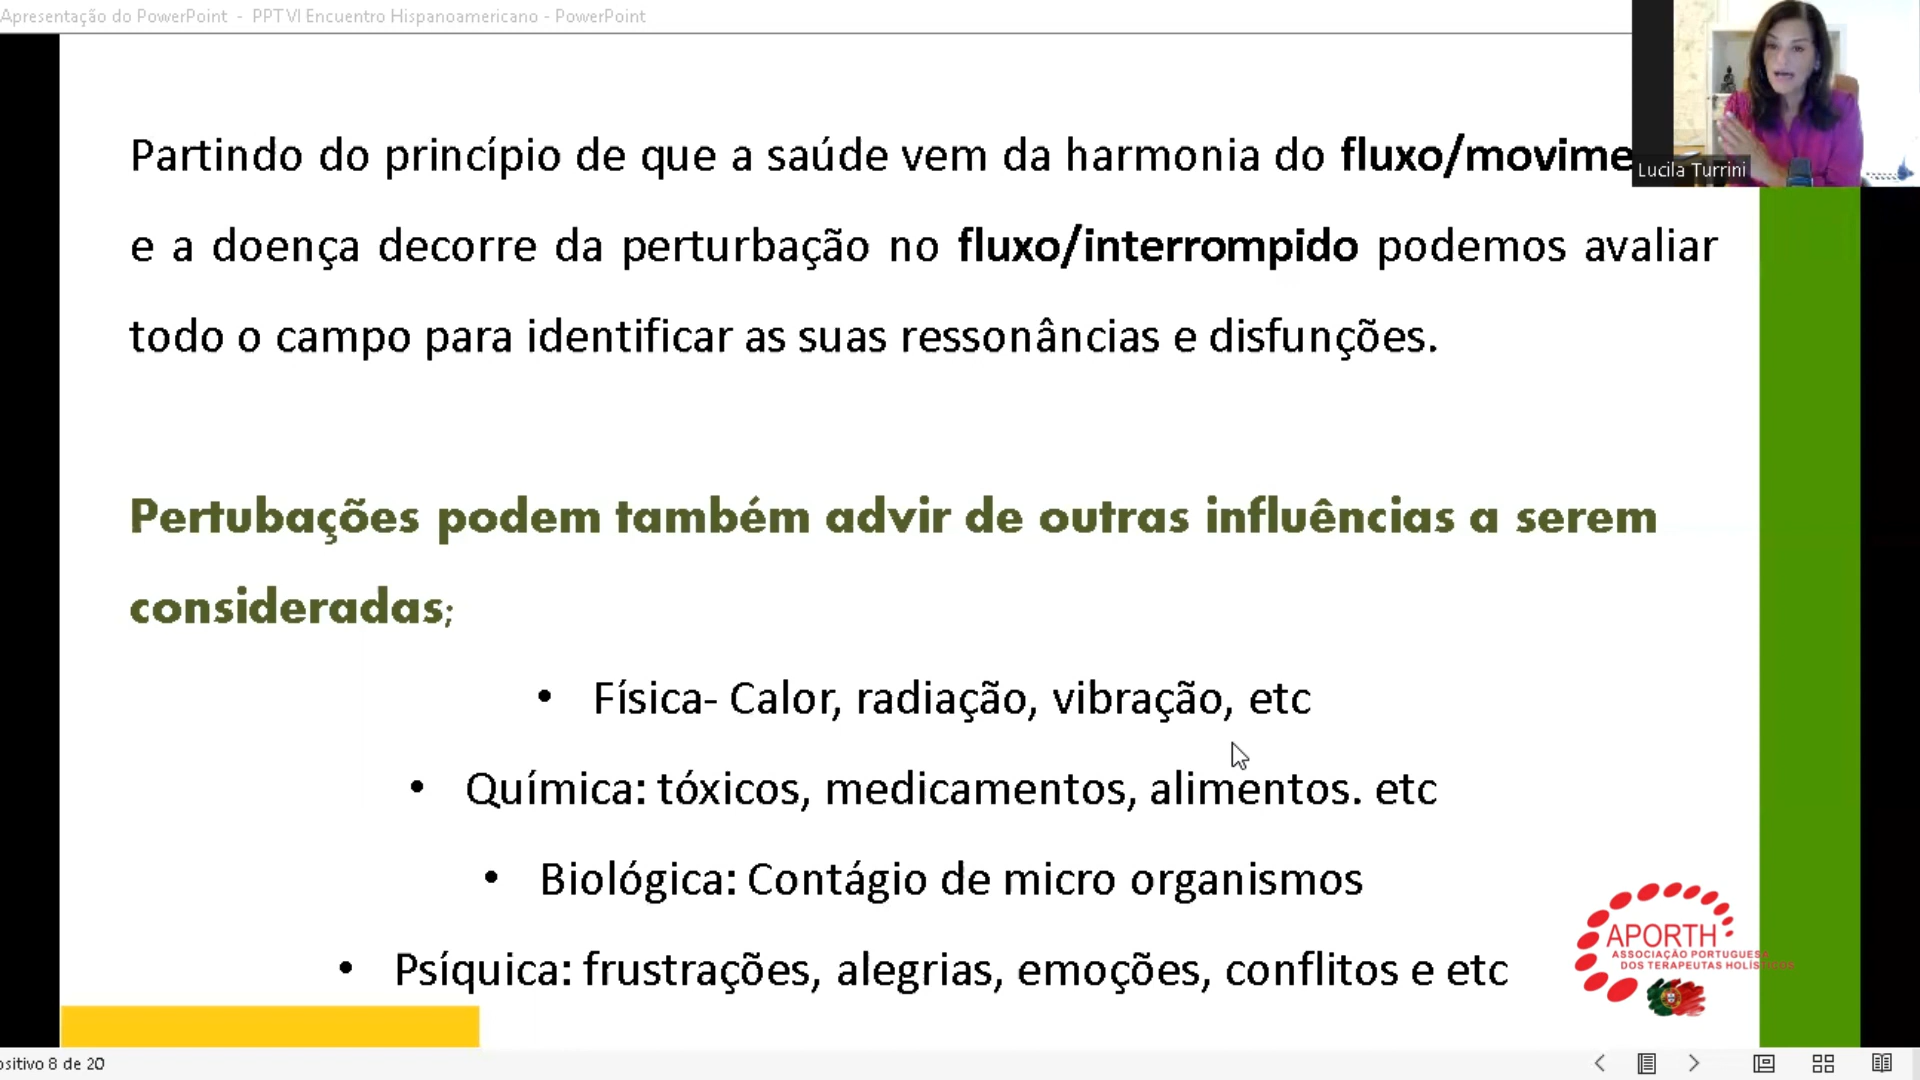 Apresentação do PowerPoint - PPT VI Encuentro Hispanoamericano - PowerPoint
Lucila Turrini
Partindo do princípio de que a saúde vem da harmonia do fluxo/movime
e a doença decorre da perturbação no fluxo/interrompido podemos avaliar
todo o campo para identificar as suas ressonâncias e disfunções.
Pertubações podem também advir de outras influências a serem
consideradas;
• Física- Calor, radiação, vibração, etc
• Química: tóxicos, medicamentos, alimentos. etc
• Biológica: Contágio de micro organismos
• Psíquica: frustrações, alegrias, emoções, conflitos e etc
APORTH
ASSOCIAÇÃO PORTUGUESA
DOS TERAPEUTAS HOLÍSTICOS
ositivo 8 de 20